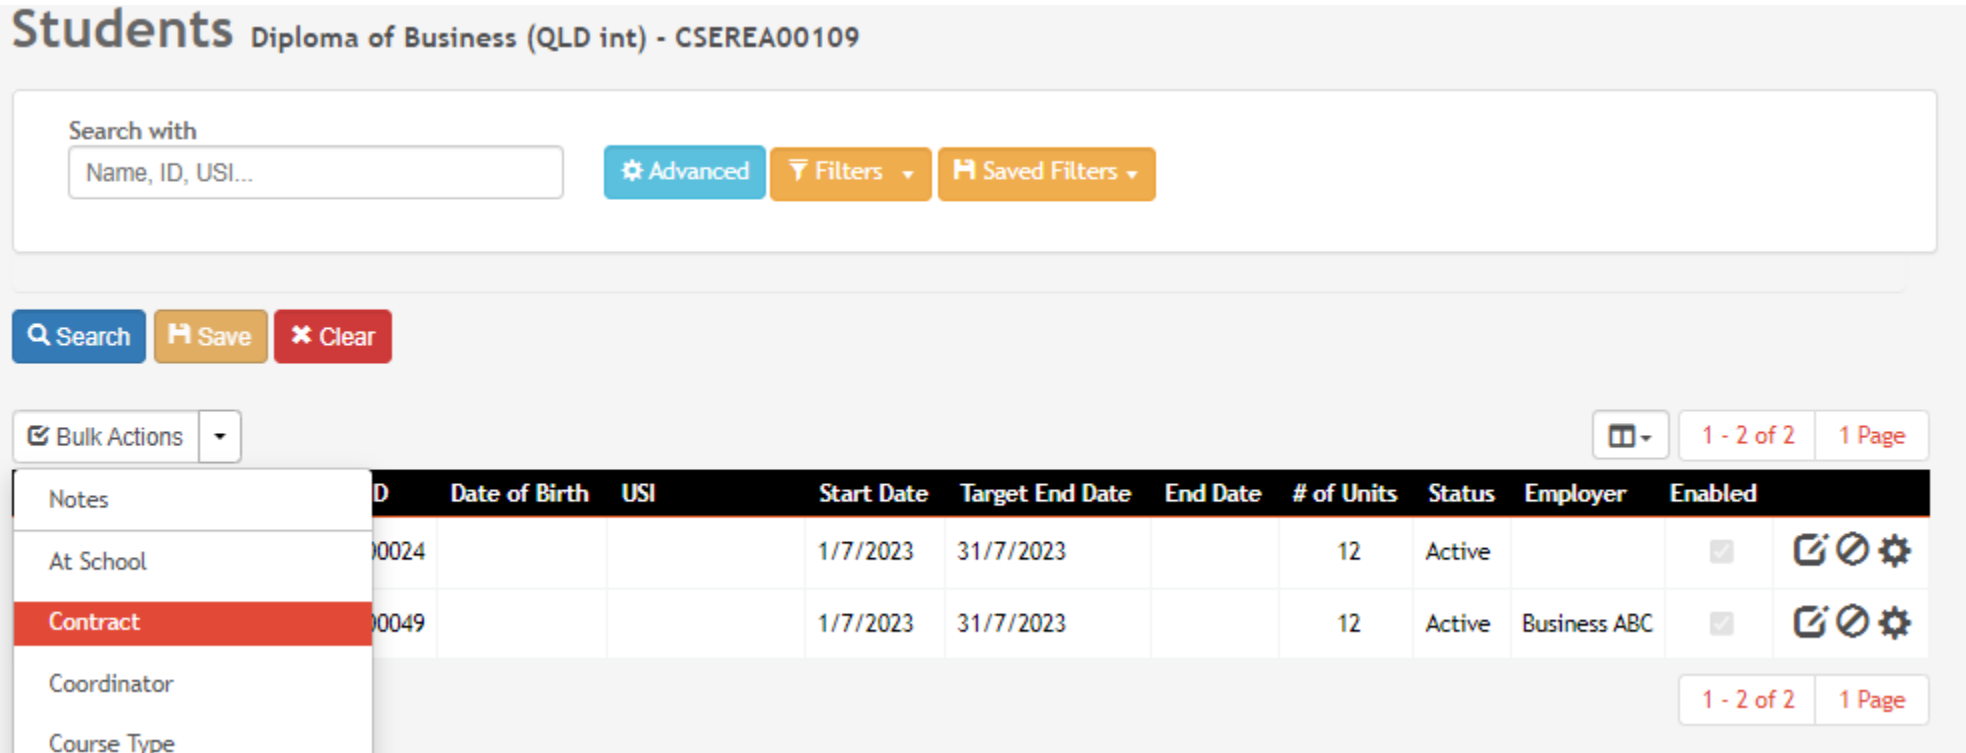 Students Diploma of Business (QLD int) - CSEREA00109
Search with
Name, ID, USI...
Advanced
Filters
Saved Filters
Search
Save
Clear
Bulk Actions
1 - 2 of 2
1 Page
Notes
At School
Contract
Coordinator
Course Type
D Date of Birth USI Start Date Target End Date End Date # of Units Status Employer Enabled
00024 1/7/2023 31/7/2023 12 Active
00049 1/7/2023 31/7/2023 12 Active Business ABC
1 - 2 of 2
1 Page